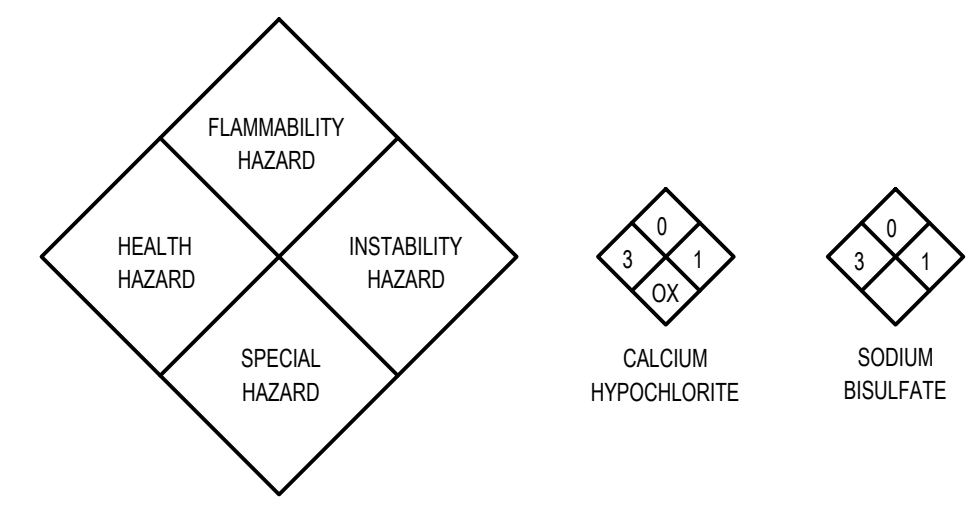 FLAMMABILITY
HAZARD
HEALTH
HAZARD
INSTABILITY
HAZARD
SPECIAL
HAZARD
0
3 1
OX
CALCIUM
HYPOCHLORITE
0
3 1
SODIUM
BISULFATE